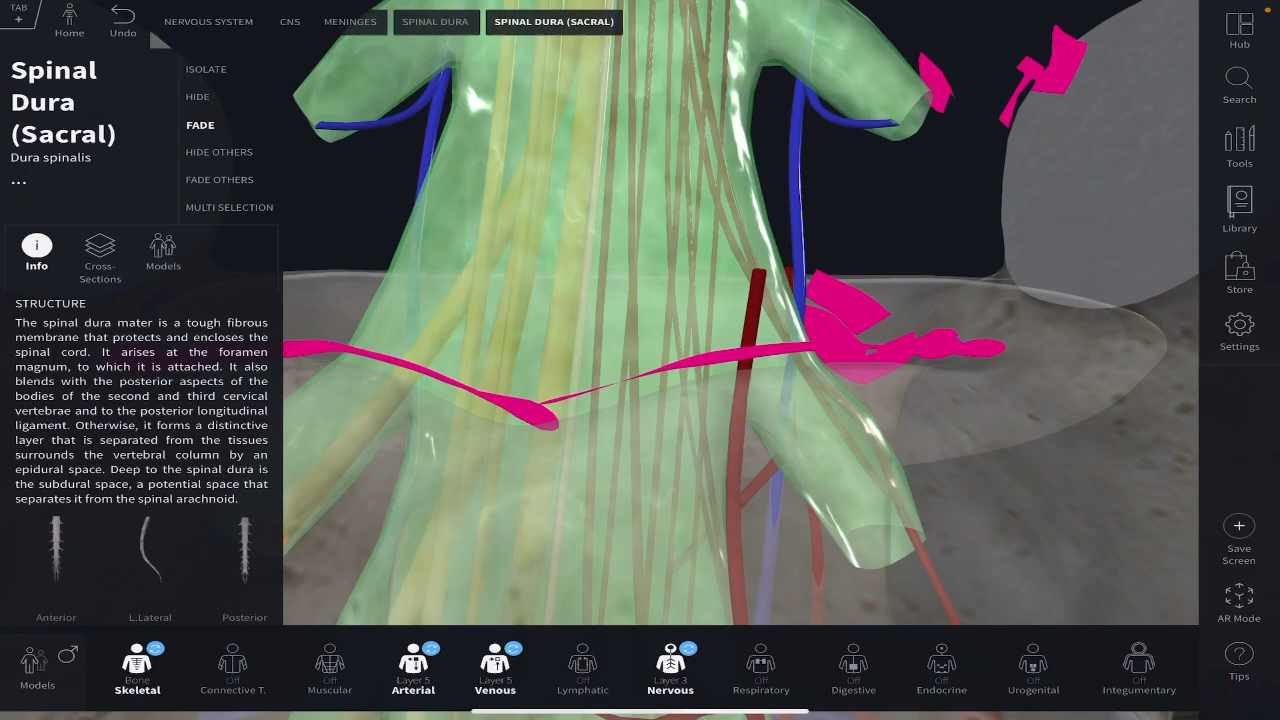 TAB
+
Home
Undo
NERVOUS SYSTEM
CNS
MENINGES
SPINAL DURA
SPINAL DURA (SACRAL)
Spinal
Dura
(Sacral)
Dura spinalis
...
ISOLATE
HIDE
FADE
HIDE OTHERS
FADE OTHERS
MULTI SELECTION
Info
Cross-
Sections
Models
STRUCTURE
The spinal dura mater is a tough fibrous
membrane that protects and encloses the
spinal cord. It arises at the foramen
magnum, to which it is attached. It also
blends with the posterior aspects of the
bodies of the second and third cervical
vertebrae and to the posterior longitudinal
ligament. Otherwise, it forms a distinctive
layer that is separated from the tissues
surrounds the vertebral column by an
epidural space. Deep to the spinal dura is
the subdural space, a potential space that
separates it from the spinal arachnoid.
Anterior
L.Lateral
Posterior
Models
Bone
Skeletal
Off
Connective T.
Off
Muscular
Layer 5
Arterial
Layer 5
Venous
Off
Lymphatic
Layer 3
Nervous
Off
Respiratory
Off
Digestive
Off
Endocrine
Off
Urogenital
Off
Integumentary
Hub
Search
Tools
Library
Store
Settings
Save
Screen
AR Mode
Tips